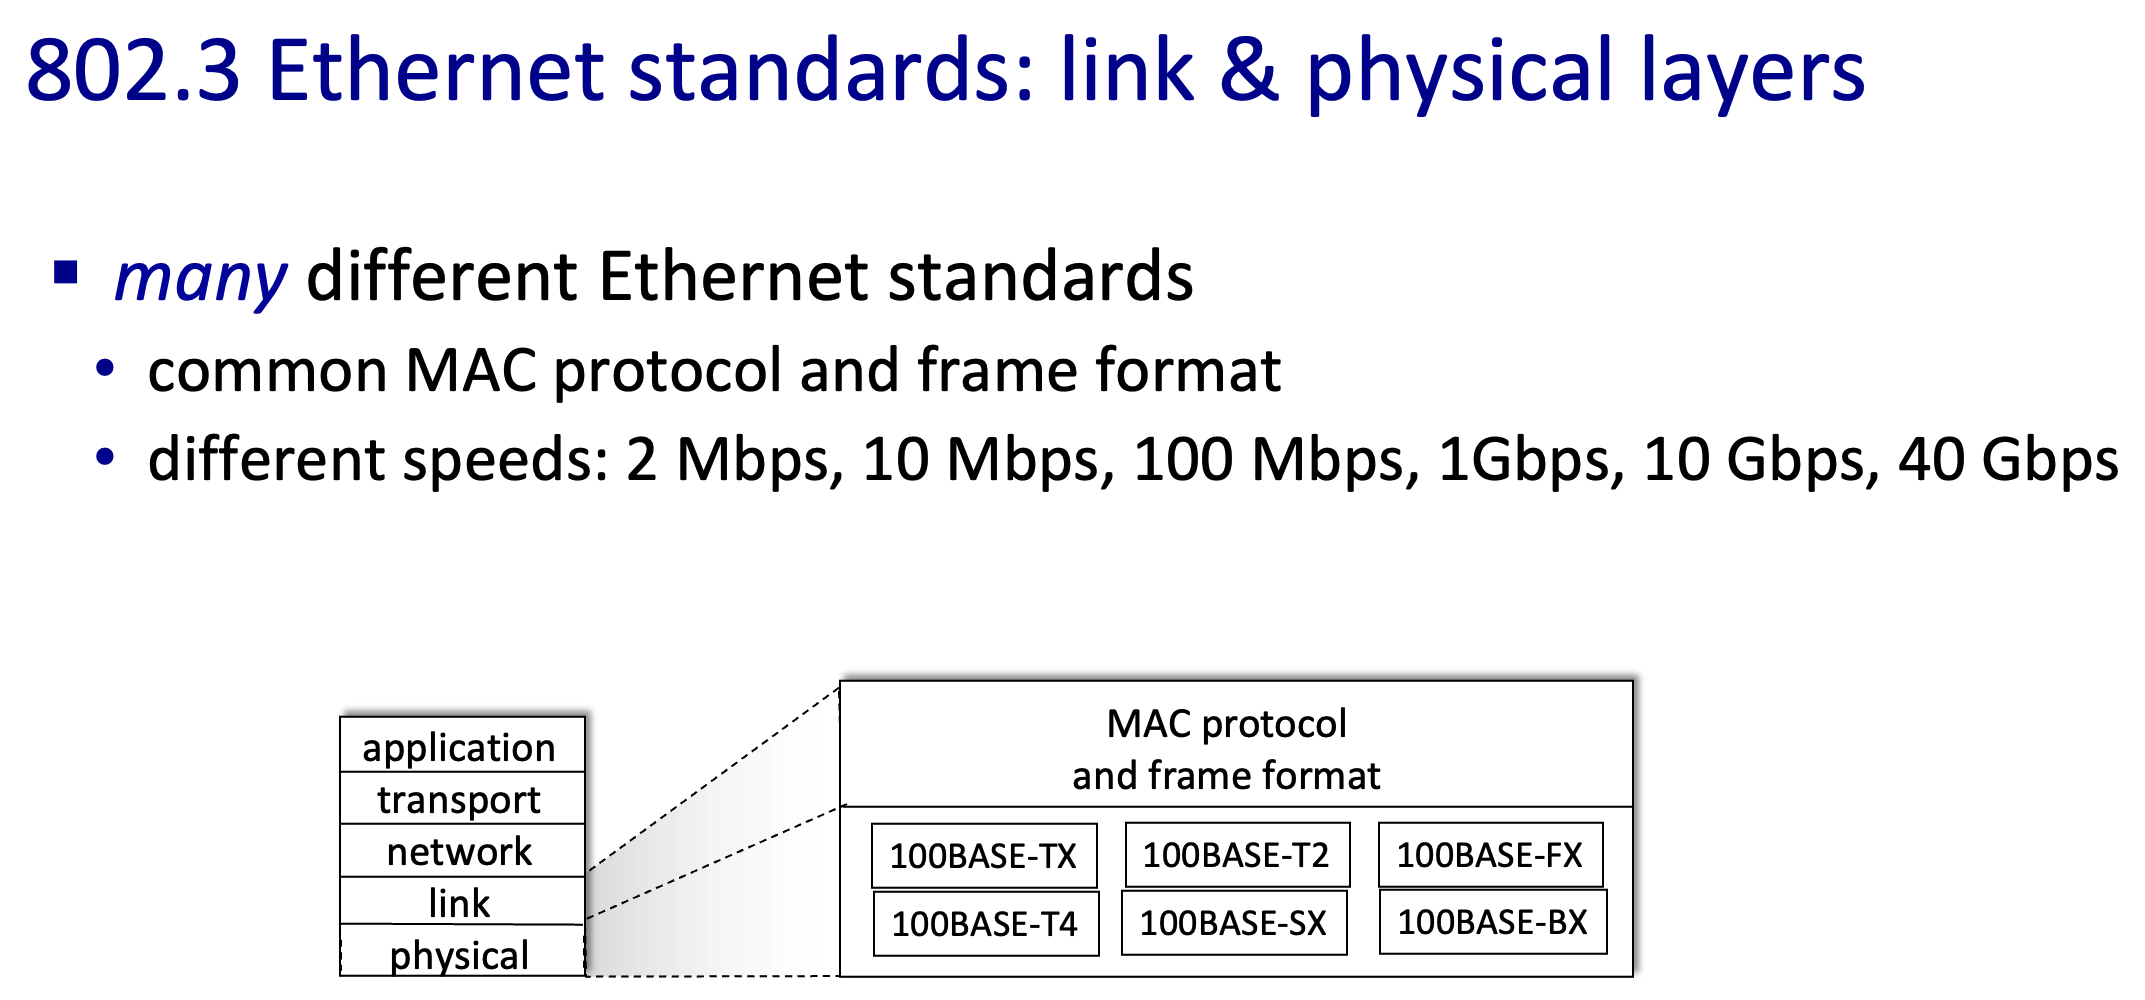 802.3 Ethernet standards: link & physical layers
▪ many different Ethernet standards
• common MAC protocol and frame format
• different speeds: 2 Mbps, 10 Mbps, 100 Mbps, 1Gbps, 10 Gbps, 40 Gbps
application
transport
network
link
physical
MAC protocol
and frame format
100BASE-TX 100BASE-T2 100BASE-FX
100BASE-T4 100BASE-SX 100BASE-BX